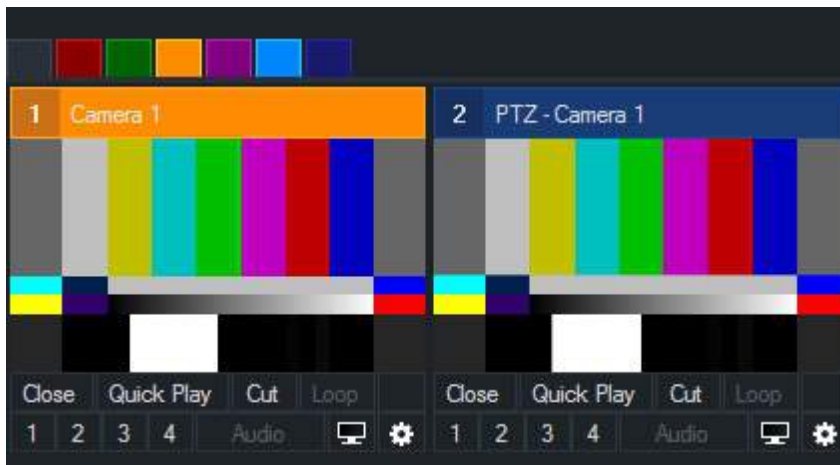 1 Camera 1
2 PTZ - Camera 1
Close Quick Play Cut Loop
1 2 3 4 Audio
Close Quick Play Cut Loop
1 2 3 4 Audio